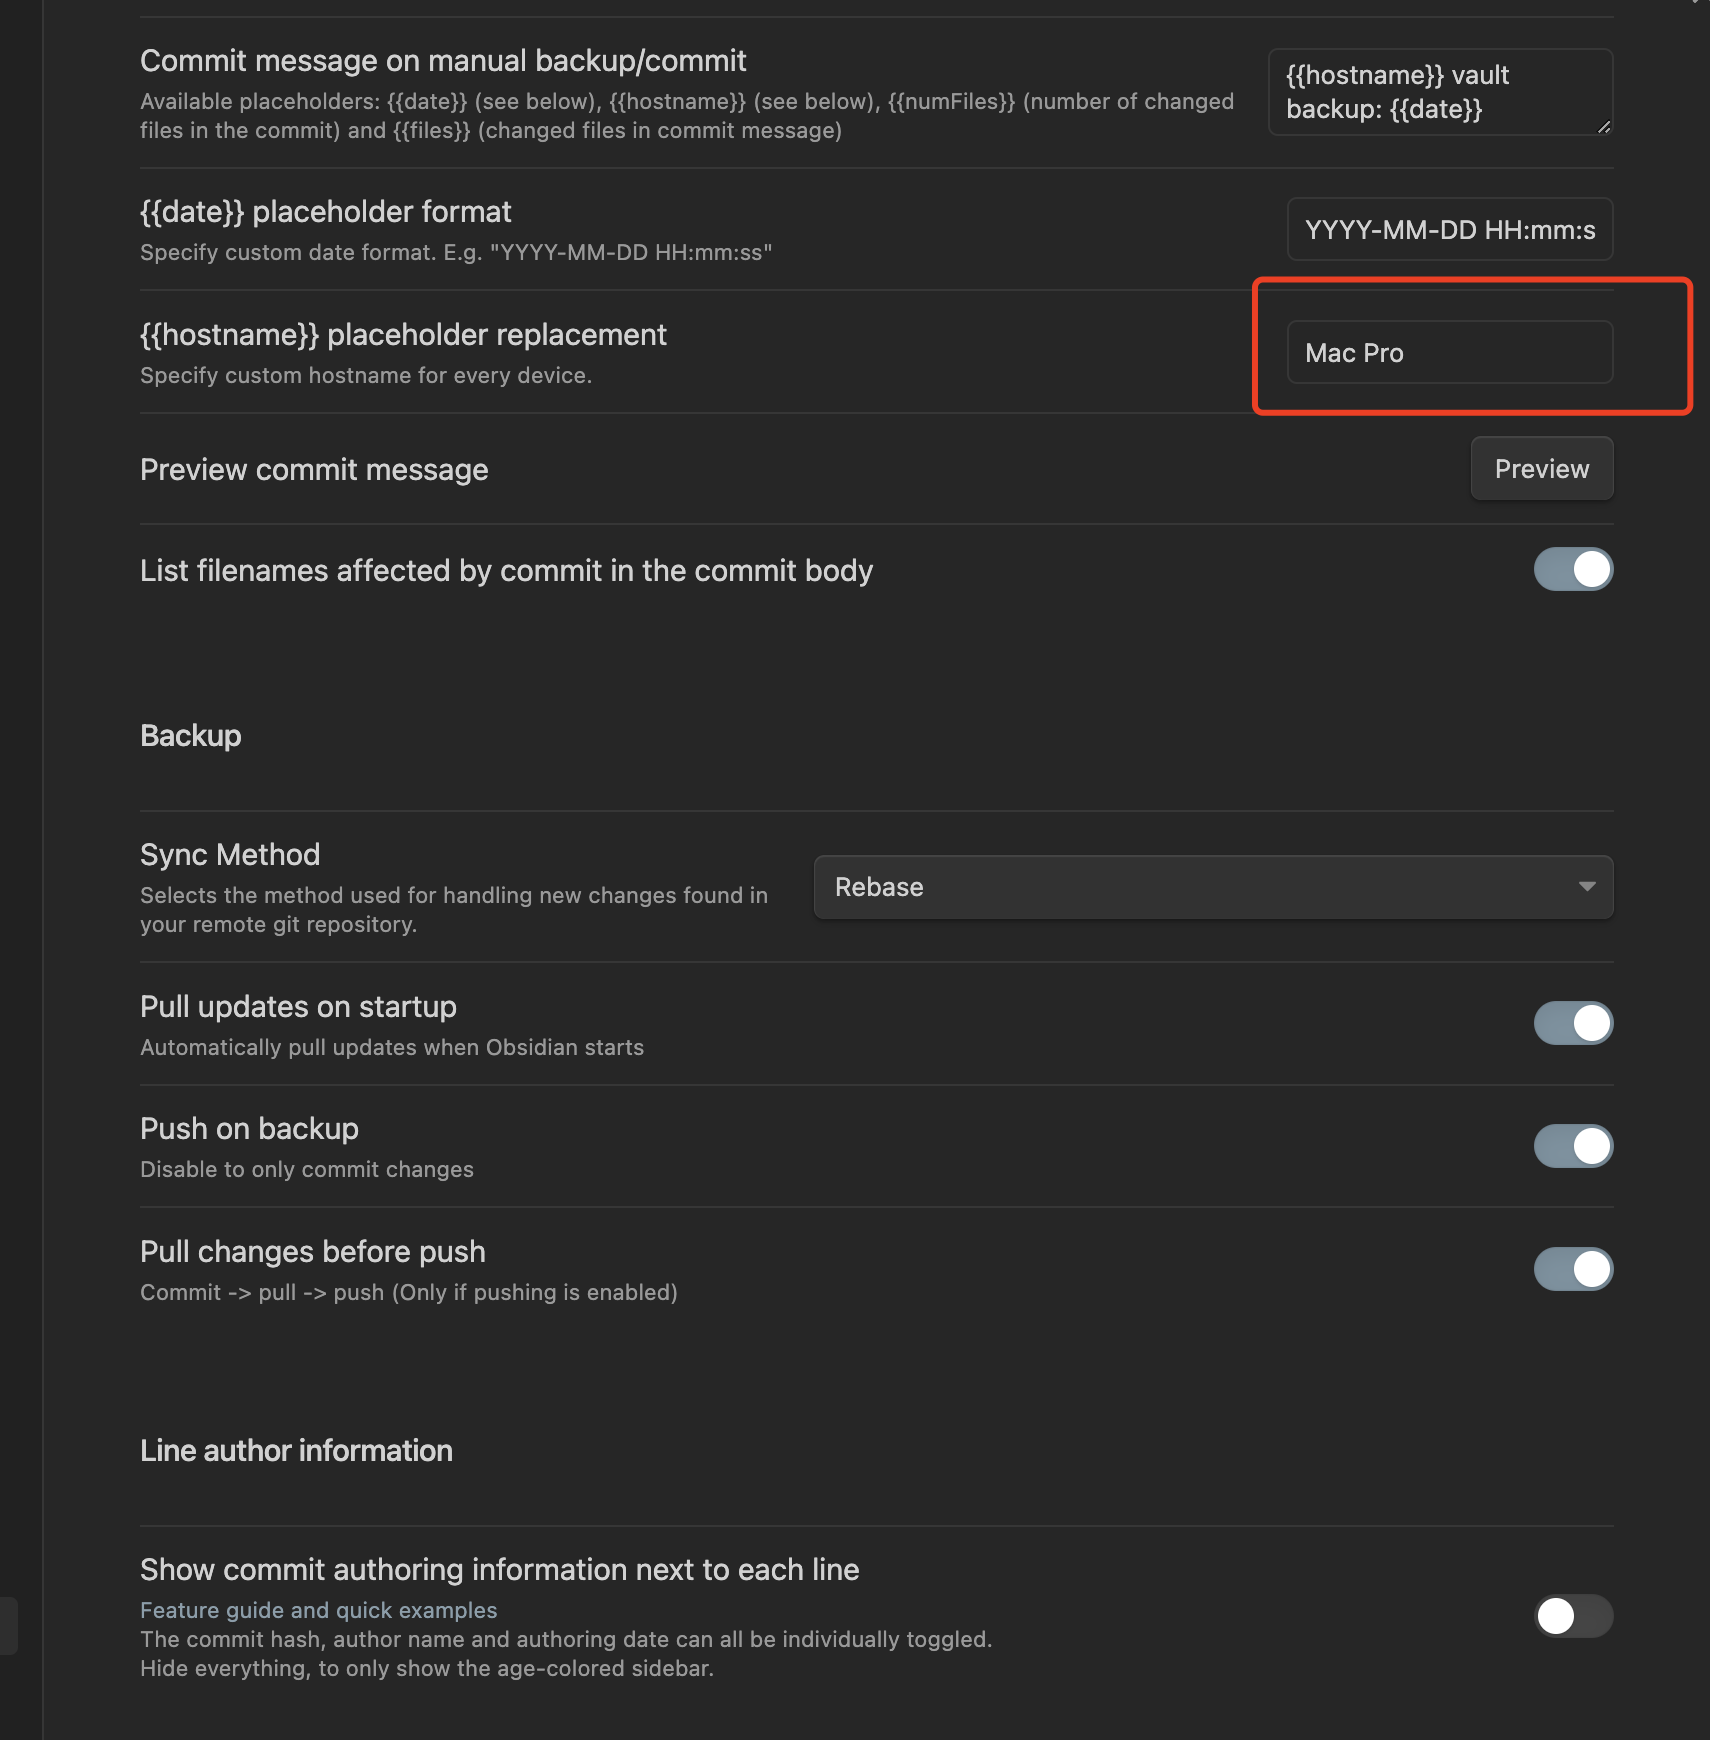 Commit message on manual backup/commit
Available placeholders: {{date}} (see below), {{hostname}} (see below), {{numFiles}} (number of changed
files in the commit) and {{files}} (changed files in commit message)
{{hostname}} vault
backup: {{date}}
{{date}} placeholder format
Specify custom date format. E.g. "YYYY-MM-DD HH:mm:ss"
YYYY-MM-DD HH:mm:s
{{hostname}} placeholder replacement
Specify custom hostname for every device.
Mac Pro
Preview commit message
Preview
List filenames affected by commit in the commit body
Backup
Sync Method
Selects the method used for handling new changes found in
your remote git repository.
Rebase
Pull updates on startup
Automatically pull updates when Obsidian starts
Push on backup
Disable to only commit changes
Pull changes before push
Commit -> pull -> push (Only if pushing is enabled)
Line author information
Show commit authoring information next to each line
Feature guide and quick examples
The commit hash, author name and authoring date can all be individually toggled.
Hide everything, to only show the age-colored sidebar.